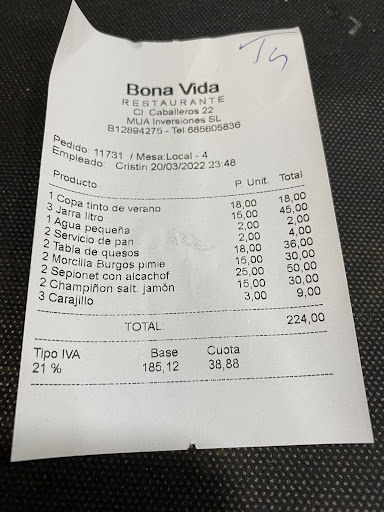 Bona Vida
RESTAURANTE
Cl Caballeros 22
MUA Inversiones SL
B12894275 - Tel 685605836
Pedido 11731 / Mesa:Local - 4
Empleado Cristin 20/03/2022 23:48
Producto P. Unit. Total
1 Copa tinto de verano 18,00 18,00
3 Jarra litro 15,00 45,00
1 Agua pequeña 2,00 2,00
2 Servicio de pan 2,00 4,00
2 Tabla de quesos 18,00 36,00
2 Morcilla Burgos pimie 15,00 30,00
2 Sepionet con alcachof 25,00 50,00
2 Champiñon salt. jamón 15,00 30,00
3 Carajillo 3,00 9,00
TOTAL: 224,00
Tipo IVA Base Cuota
21 % 185,12 38,88